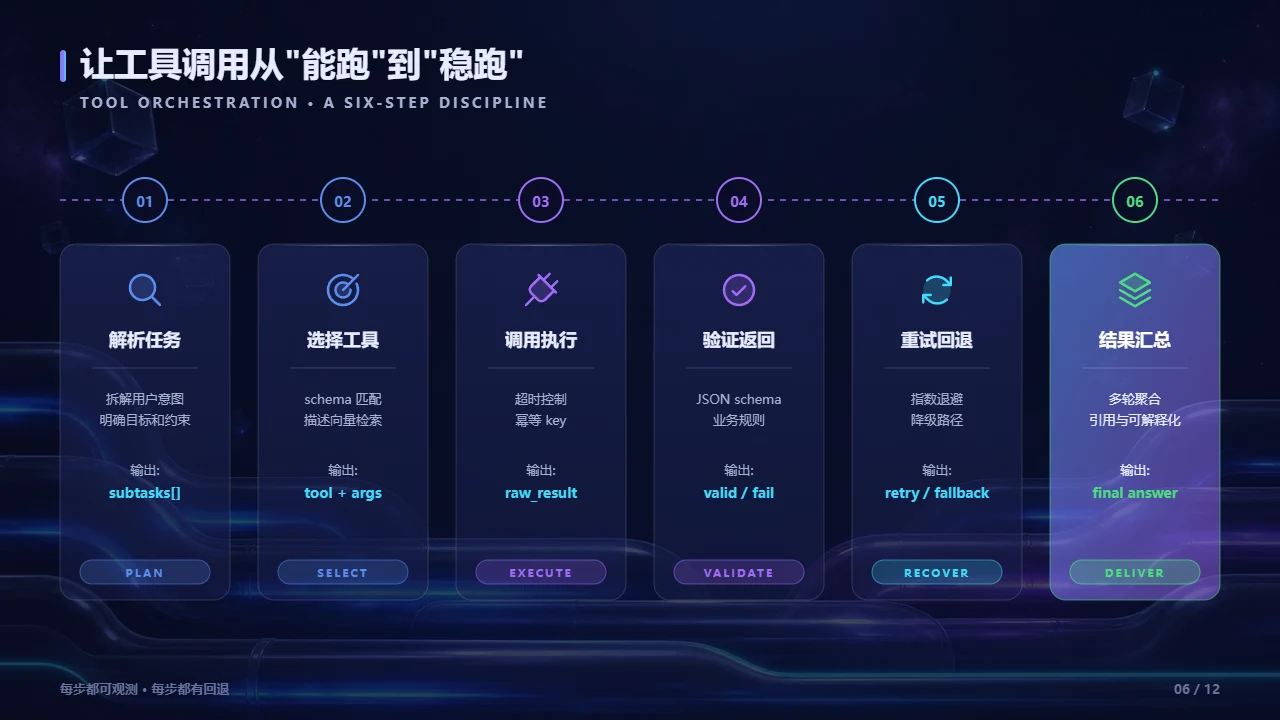 让工具调用从"能跑"到"稳跑"
TOOL ORCHESTRATION • A SIX-STEP DISCIPLINE
01
解析任务
拆解用户意图
明确目标和约束
输出:
subtasks[]
PLAN
02
选择工具
schema 匹配
描述向量检索
输出:
tool + args
SELECT
03
调用执行
超时控制
幂等 key
输出:
raw_result
EXECUTE
04
验证返回
JSON schema
业务规则
输出:
valid / fail
VALIDATE
05
重试回退
指数退避
降级路径
输出:
retry / fallback
RECOVER
06
结果汇总
多轮聚合
引用与可解释化
输出:
final answer
DELIVER
每步都可观测 • 每步都有回退
06 / 12